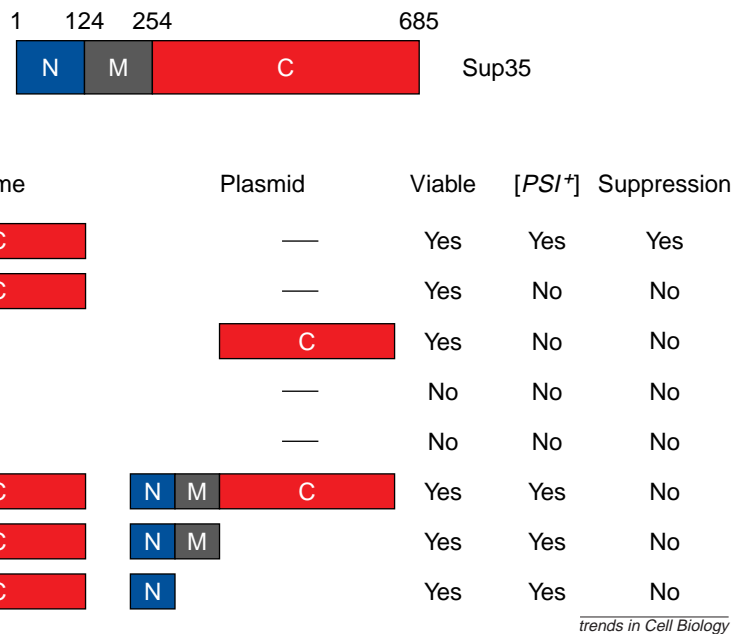 1 124 254 685
N M C Sup35
me Plasmid Viable [PSI+] Suppression
C — Yes Yes Yes
C — Yes No No
C Yes No No
— No No No
— No No No
C N M C Yes Yes No
C N M Yes Yes No
C N Yes Yes No
trends in Cell Biology